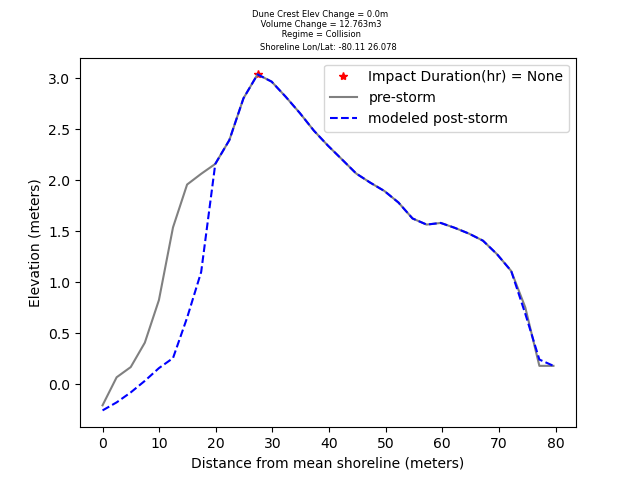 Dune Crest Elev Change = 0.0m
Volume Change = 12.763m3
Regime = Collision
Shoreline Lon/Lat: -80.11 26.078
Impact Duration(hr) = None
pre-storm
modeled post-storm
Elevation (meters)
3.0
2.5
2.0
1.5
1.0
0.5
0.0
0 10 20 30 40 50 60 70 80
Distance from mean shoreline (meters)